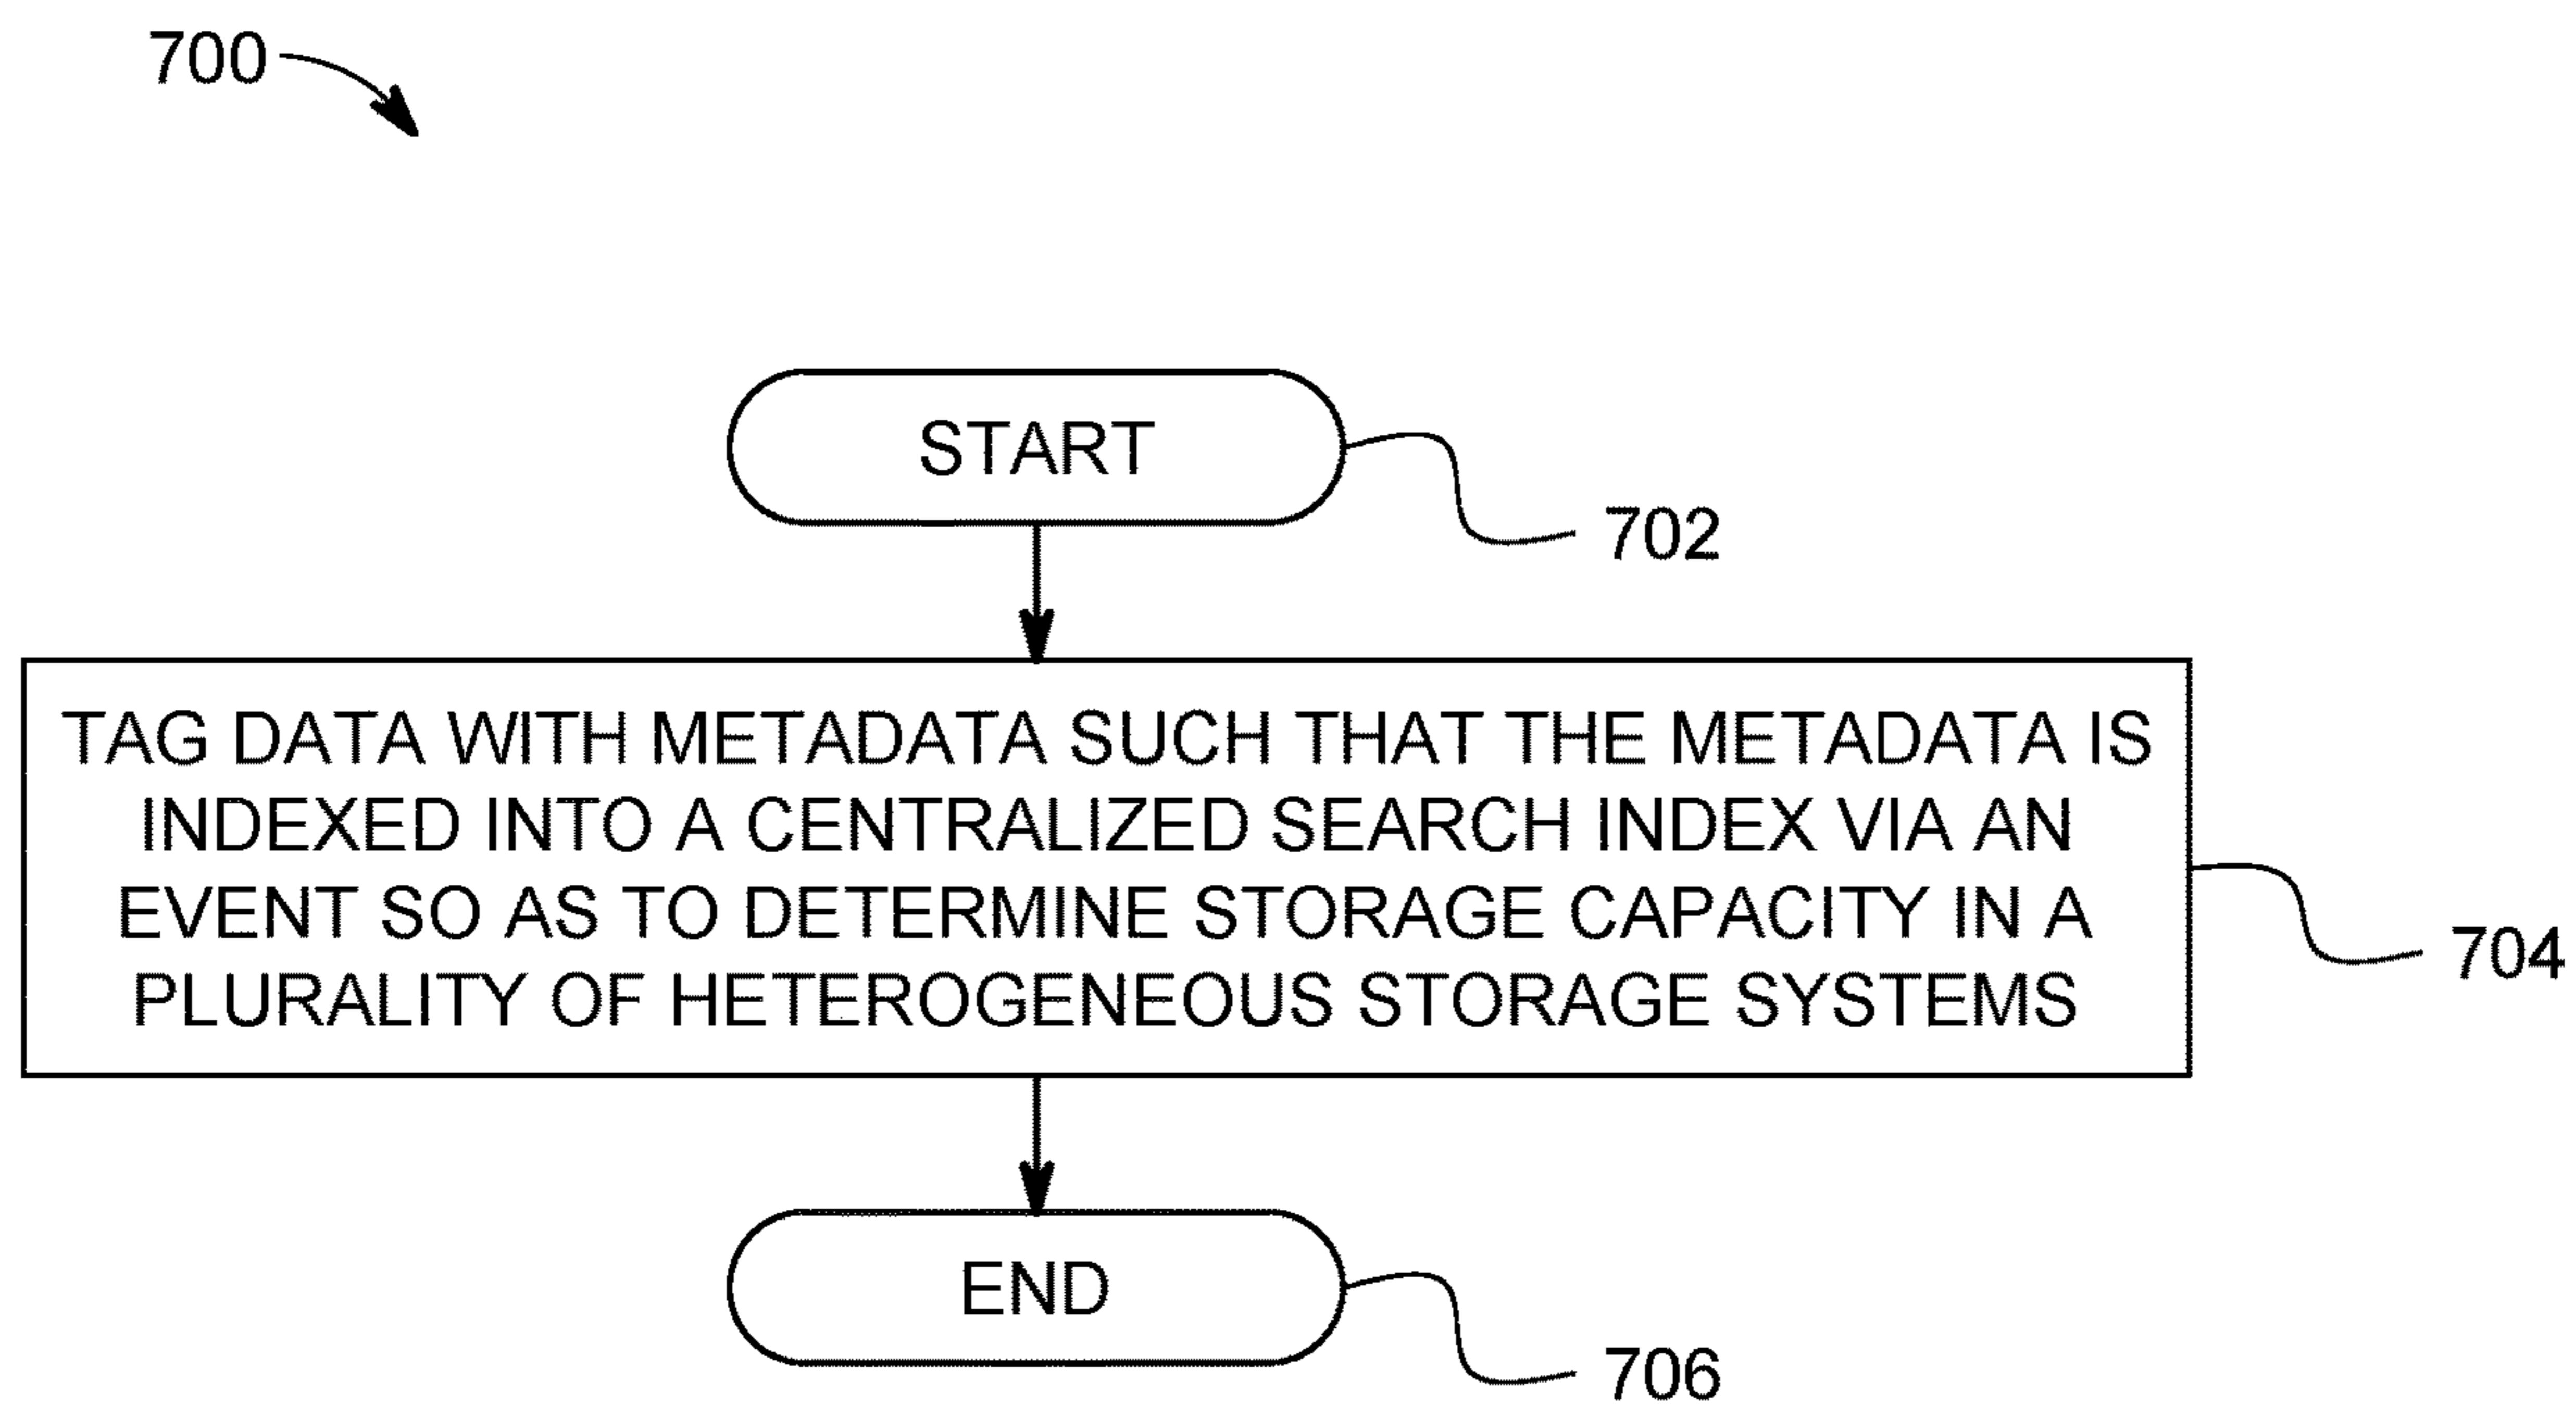 700
START
702
TAG DATA WITH METADATA SUCH THAT THE METADATA IS
INDEXED INTO A CENTRALIZED SEARCH INDEX VIA AN
EVENT SO AS TO DETERMINE STORAGE CAPACITY IN A
PLURALITY OF HETEROGENEOUS STORAGE SYSTEMS
704
END
706